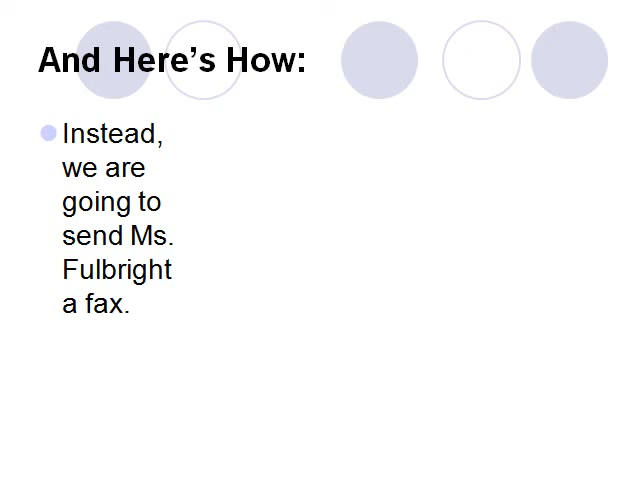 And Here’s How:
Instead,
we are
going to
send Ms.
Fulbright
a fax.